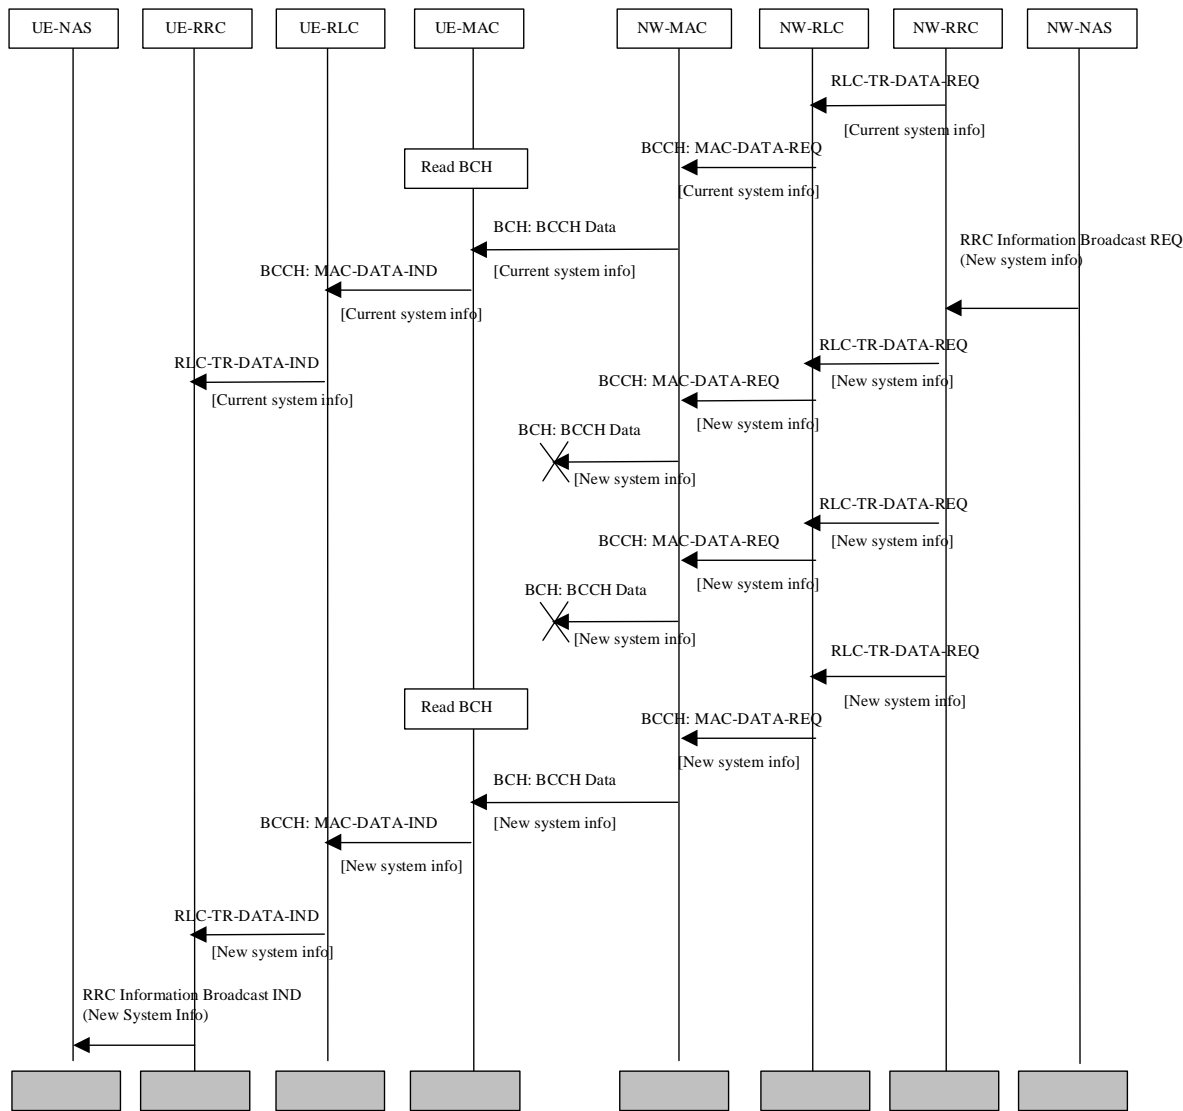 UE-NAS
UE-RRC
UE-RLC
UE-MAC
NW-MAC
NW-RLC
NW-RRC
NW-NAS
RLC-TR-DATA-REQ
[Current system info]
BCCH: MAC-DATA-REQ
Read BCH
[Current system info]
BCH: BCCH Data
RRC Information Broadcast REQ
(New system info)
BCCH: MAC-DATA-IND
[Current system info]
[Current system info]
RLC-TR-DATA-REQ
RLC-TR-DATA-IND
[New system info]
BCCH: MAC-DATA-REQ
[Current system info]
[New system info]
BCH: BCCH Data
[New system info]
RLC-TR-DATA-REQ
[New system info]
BCCH: MAC-DATA-REQ
[New system info]
BCH: BCCH Data
[New system info]
RLC-TR-DATA-REQ
[New system info]
Read BCH
BCCH: MAC-DATA-REQ
[New system info]
BCH: BCCH Data
[New system info]
BCCH: MAC-DATA-IND
[New system info]
RLC-TR-DATA-IND
[New system info]
RRC Information Broadcast IND
(New System Info)